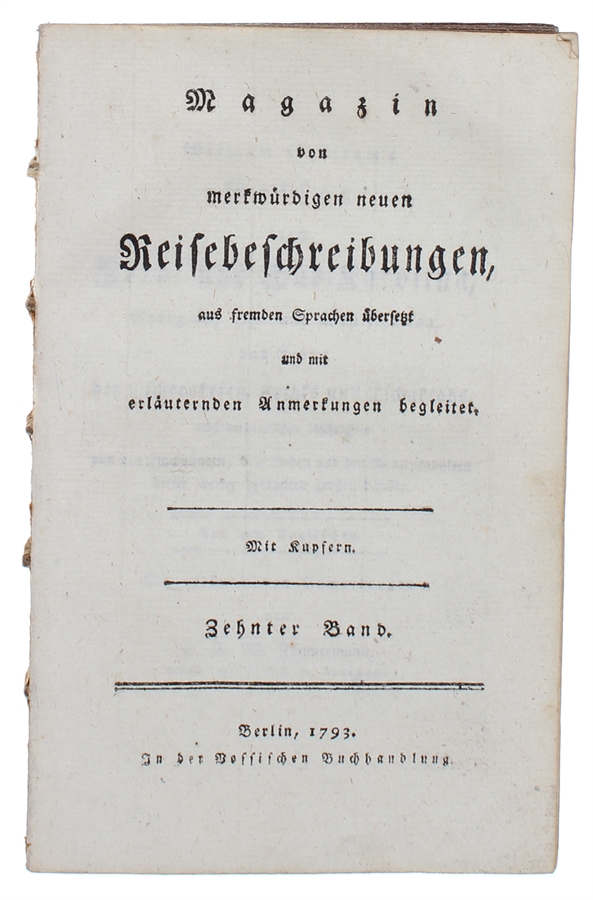 Magazin
von
merkwürdigen neuen
Reiſebeſchreibungen,
aus fremden Sprachen überſetzt
und mit
erläuternden Anmerkungen begleitet.
Mit Kupfern.
Zehnter Band.
Berlin, 1793.
In der Voſſiſchen Buchhandlung.